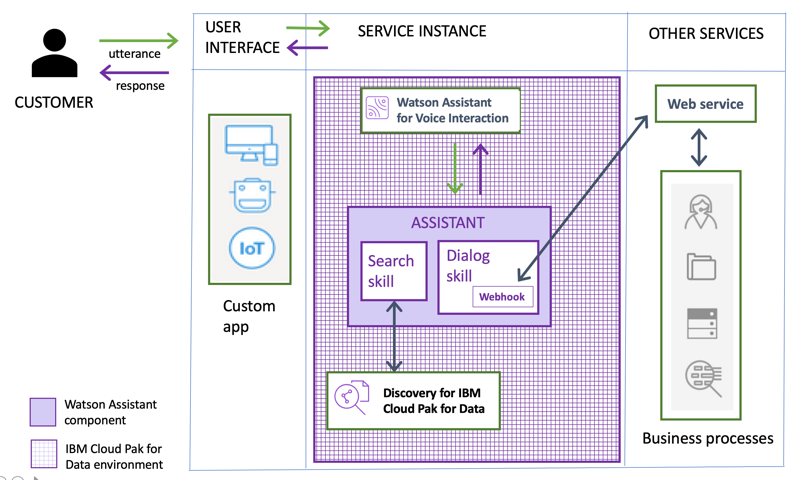 USER
INTERFACE
SERVICE INSTANCE
OTHER SERVICES
utterance
response
CUSTOMER
Watson Assistant
for Voice Interaction
Web service
ASSISTANT
Search
skill
Dialog
skill
Webhook
IoT
Custom
app
Discovery for IBM
Cloud Pak for Data
Business processes
Watson Assistant
component
IBM Cloud Pak for
Data environment